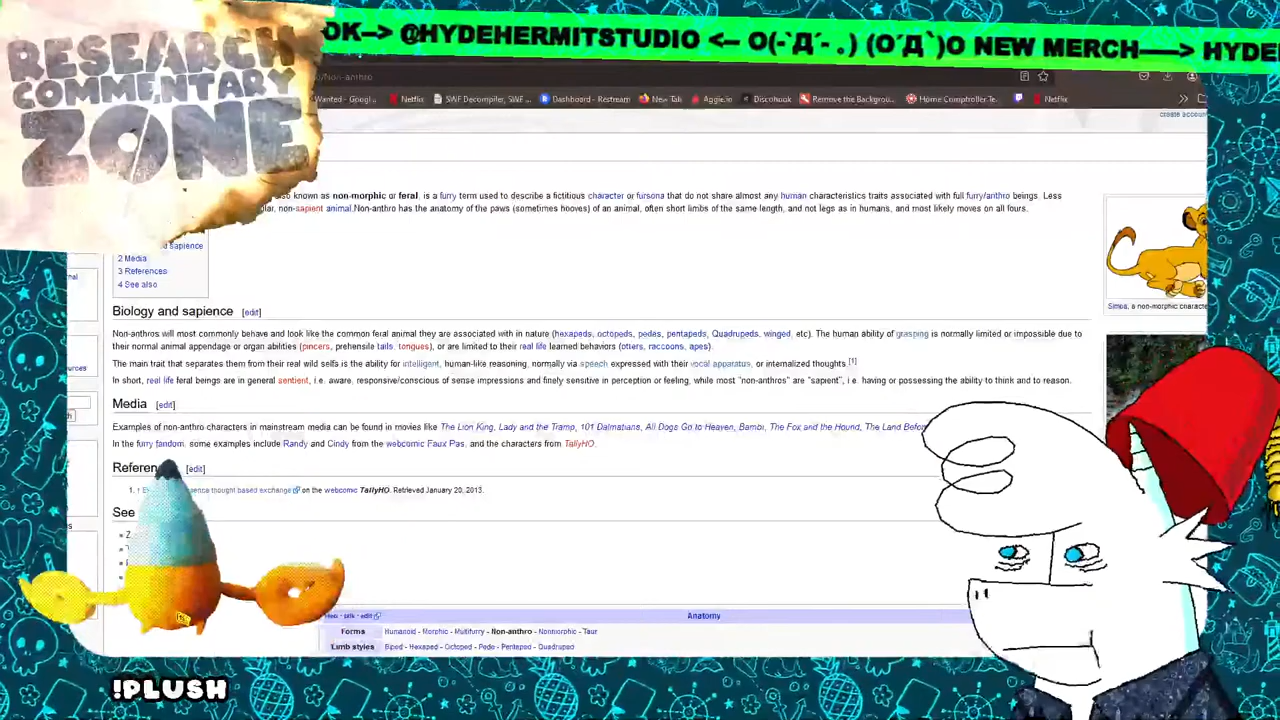 OK--> @HYDEHERMITSTUDIO <-- O(-`Д´- . ) (O´Д`)O NEW MERCH----> HYDE
RESEARCH
COMMENTARY
ZONE
/Non-anthro
Wanted - Googl...
Netflix
SWF Decompiler, SWF ...
Dashboard - Restream
New Tab
Aggie.io
Discohook
Remove the Backgrou...
Home Comptroller Te...
Netflix
create accoun
so known as non-morphic or feral, is a furry term used to describe a fictitious character or fursona that do not share almost any human characteristics traits associated with full furry/anthro beings. Less
lar, non-sapient animal.Non-anthro has the anatomy of the paws (sometimes hooves) of an animal, often short limbs of the same length, and not legs as in humans, and most likely moves on all fours.
d sapience
2 Media
3 References
4 See also
Simba, a non-morphic characte
Biology and sapience [edit]
Non-anthros will most commonly behave and look like the common feral animal they are associated with in nature (hexapeds, octopeds, pedes, pentapeds, Quadrupeds, winged, etc). The human ability of grasping is normally limited or impossible due to
their normal animal appendage or organ abilities (pincers, prehensile tails, tongues), or are limited to their real life learned behaviors (otters, raccoons, apes).
The main trait that separates them from their real wild selfs is the ability for intelligent, human-like reasoning, normally via speech expressed with their vocal apparatus, or internalized thoughts.[1]
In short, real life feral beings are in general sentient, i.e. aware, responsive/conscious of sense impressions and finely sensitive in perception or feeling, while most "non-anthros" are "sapient", i.e. having or possessing the ability to think and to reason.
Media [edit]
Examples of non-anthro characters in mainstream media can be found in movies like The Lion King, Lady and the Tramp, 101 Dalmatians, All Dogs Go to Heaven, Bambi, The Fox and the Hound, The Land Befor
In the furry fandom, some examples include Randy and Cindy from the webcomic Faux Pas, and the characters from TallyHO.
Referen [edit]
1. ↑ E ence thought based exchange on the webcomic TallyHO. Retrieved January 20, 2013.
See
Anatomy
Forms Humanoid - Morphic - Multifurry - Non-anthro - Nonmorphic - Taur
Limb styles Biped - Hexaped - Octoped - Pede - Pentaped - Quadruped
!PLUSH